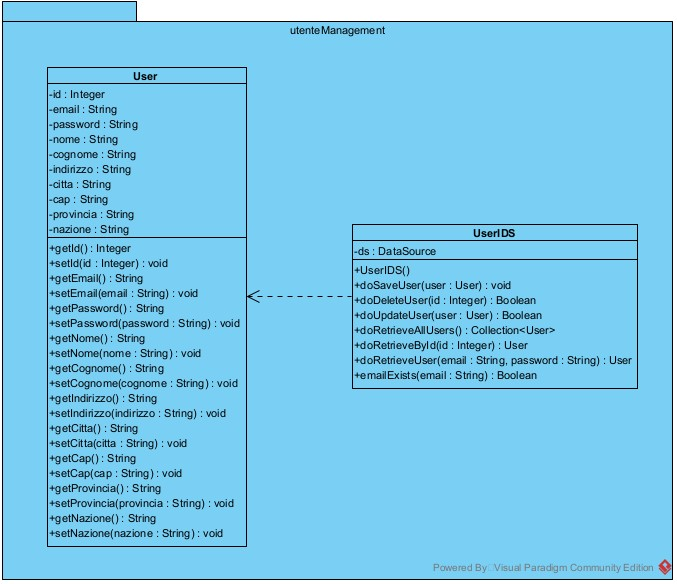 utenteManagement
User
-id : Integer
-email : String
-password : String
-nome : String
-cognome : String
-indirizzo : String
-citta : String
-cap : String
-provincia : String
-nazione : String
+getId() : Integer
+setId(id : Integer) : void
+getEmail() : String
+setEmail(email : String) : void
+getPassword() : String
+setPassword(password : String) : void
+getNome() : String
+setNome(nome : String) : void
+getCognome() : String
+setCognome(cognome : String) : void
+getIndirizzo() : String
+setIndirizzo(indirizzo : String) : void
+getCitta() : String
+setCitta(citta : String) : void
+getCap() : String
+setCap(cap : String) : void
+getProvincia() : String
+setProvincia(provincia : String) : void
+getNazione() : String
+setNazione(nazione : String) : void
UserIDS
-ds : DataSource
+UserIDS()
+doSaveUser(user : User) : void
+doDeleteUser(id : Integer) : Boolean
+doUpdateUser(user : User) : Boolean
+doRetrieveAllUsers() : Collection<User>
+doRetrieveById(id : Integer) : User
+doRetrieveUser(email : String, password : String) : User
+emailExists(email : String) : Boolean
Powered By: Visual Paradigm Community Edition